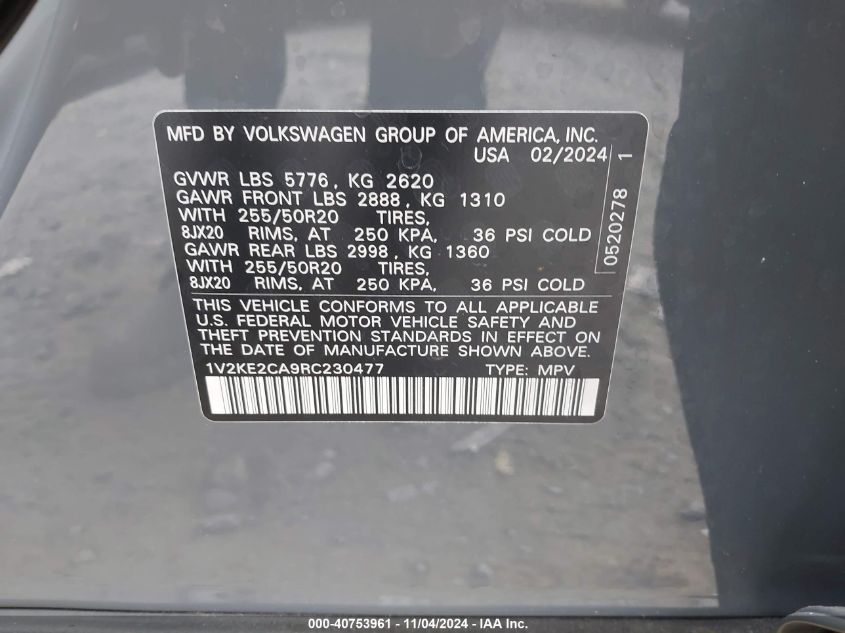 MFD BY VOLKSWAGEN GROUP OF AMERICA, INC.
USA 02/2024
GVWR LBS 5776, KG 2620
GAWR FRONT LBS 2888, KG 1310
WITH 255/50R20 TIRES,
8JX20 RIMS, AT 250 KPA, 36 PSI COLD
GAWR REAR LBS 2998, KG 1360
WITH 255/50R20 TIRES,
8JX20 RIMS, AT 250 KPA, 36 PSI COLD
THIS VEHICLE CONFORMS TO ALL APPLICABLE
U.S. FEDERAL MOTOR VEHICLE SAFETY AND
THEFT PREVENTION STANDARDS IN EFFECT ON
THE DATE OF MANUFACTURE SHOWN ABOVE.
1V2KE2CA9RC230477 TYPE: MPV
0520278 1
000-40753961 - 11/04/2024 - IAA Inc.